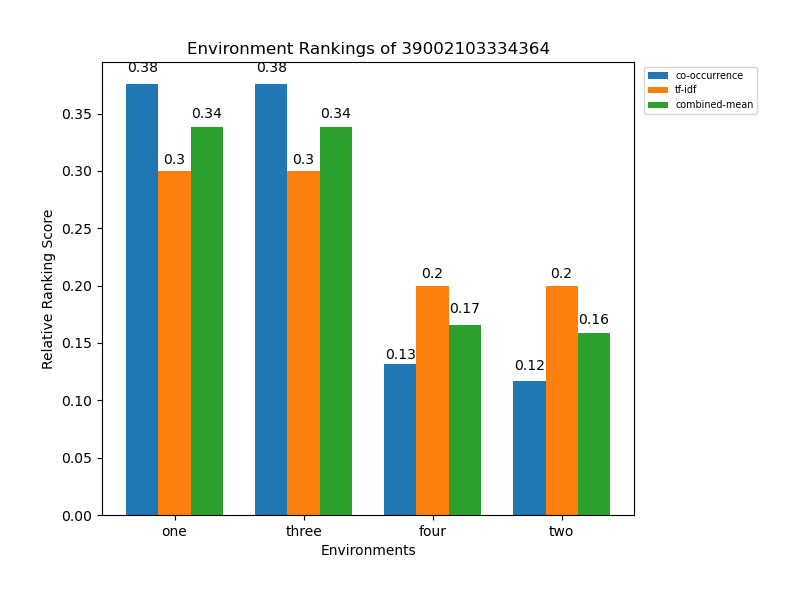 Environment Rankings of 39002103334364
co-occurrence
tf-idf
combined-mean
Relative Ranking Score
0.35
0.30
0.25
0.20
0.15
0.10
0.05
0.00
0.38
0.3
0.34
0.38
0.3
0.34
0.13
0.2
0.17
0.12
0.2
0.16
one three four two
Environments